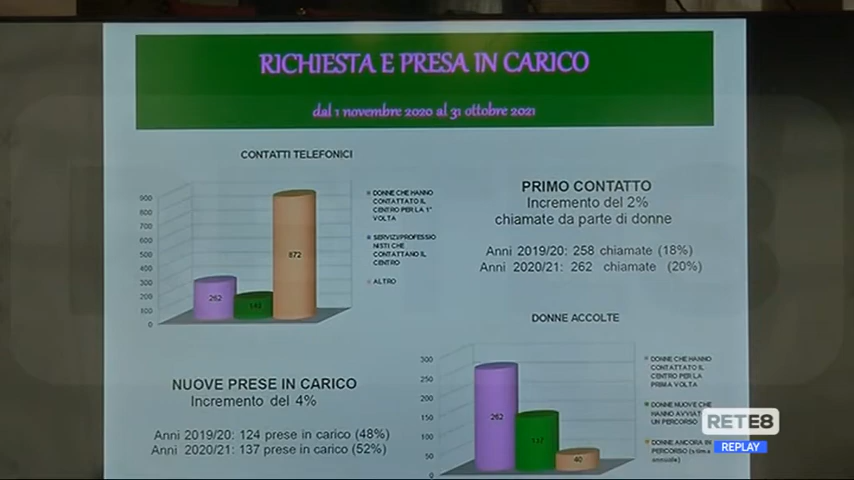 RICHIESTA E PRESA IN CARICO
dal 1 novembre 2020 al 31 ottobre 2021
CONTATTI TELEFONICI
900
800
700
600
500
400
300
200
100
0
262
872
DONNE CHE HANNO
CONTATTATO IL
CENTRO PER LA 1°
VOLTA
SERVIZI/PROFESSIO
NISTI CHE
CONTATTANO IL
CENTRO
ALTRO
PRIMO CONTATTO
Incremento del 2%
chiamate da parte di donne
Anni 2019/20: 258 chiamate (18%)
Anni 2020/21: 262 chiamate (20%)
NUOVE PRESE IN CARICO
Incremento del 4%
Anni 2019/20: 124 prese in carico (48%)
Anni 2020/21: 137 prese in carico (52%)
DONNE ACCOLTE
300
250
200
150
100
50
0
262
137
40
DONNE CHE HANNO
CONTATTATO IL
CENTRO PER LA
PRIMA VOLTA
DONNE NUOVE CHE
HANNO AVVIAT
UN PERCORSO
DONNE ANCORA IN
PERCORSO (stima
annuale)
RETE8
REPLAY